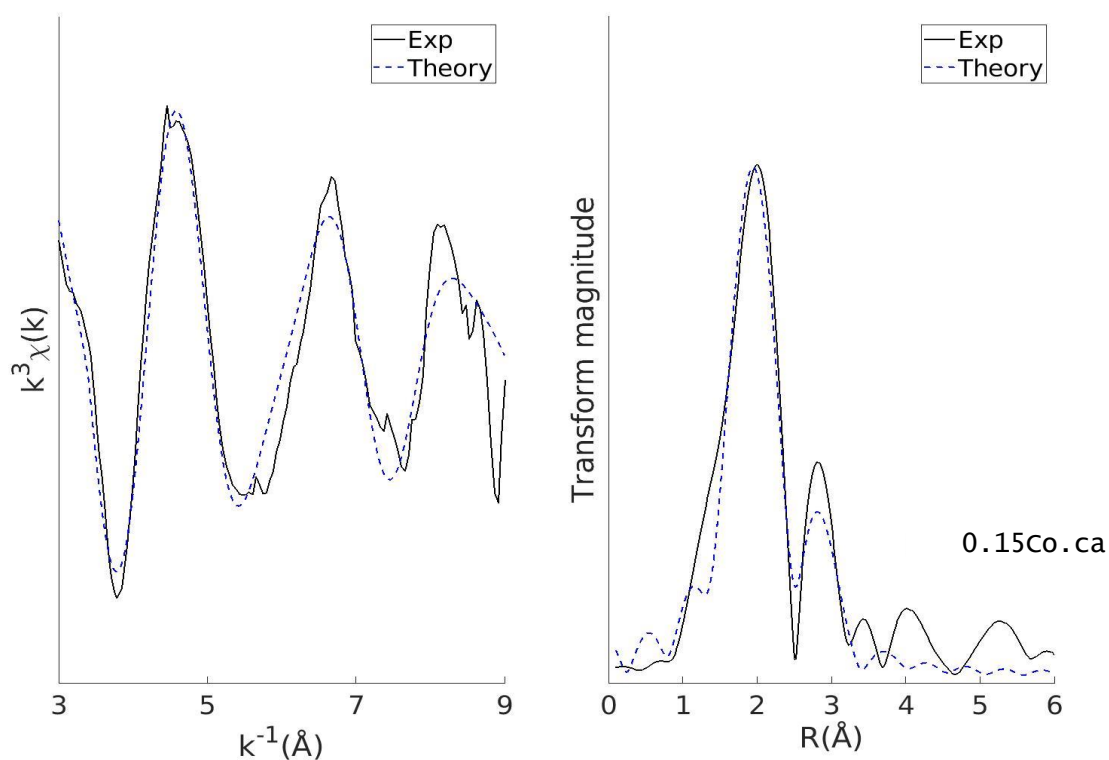 Exp
Theory
k³χ(k)
3
5
7
9
k⁻¹(Å)
Exp
Theory
Transform magnitude
0.15Co.ca
0
1
2
3
4
5
6
R(Å)